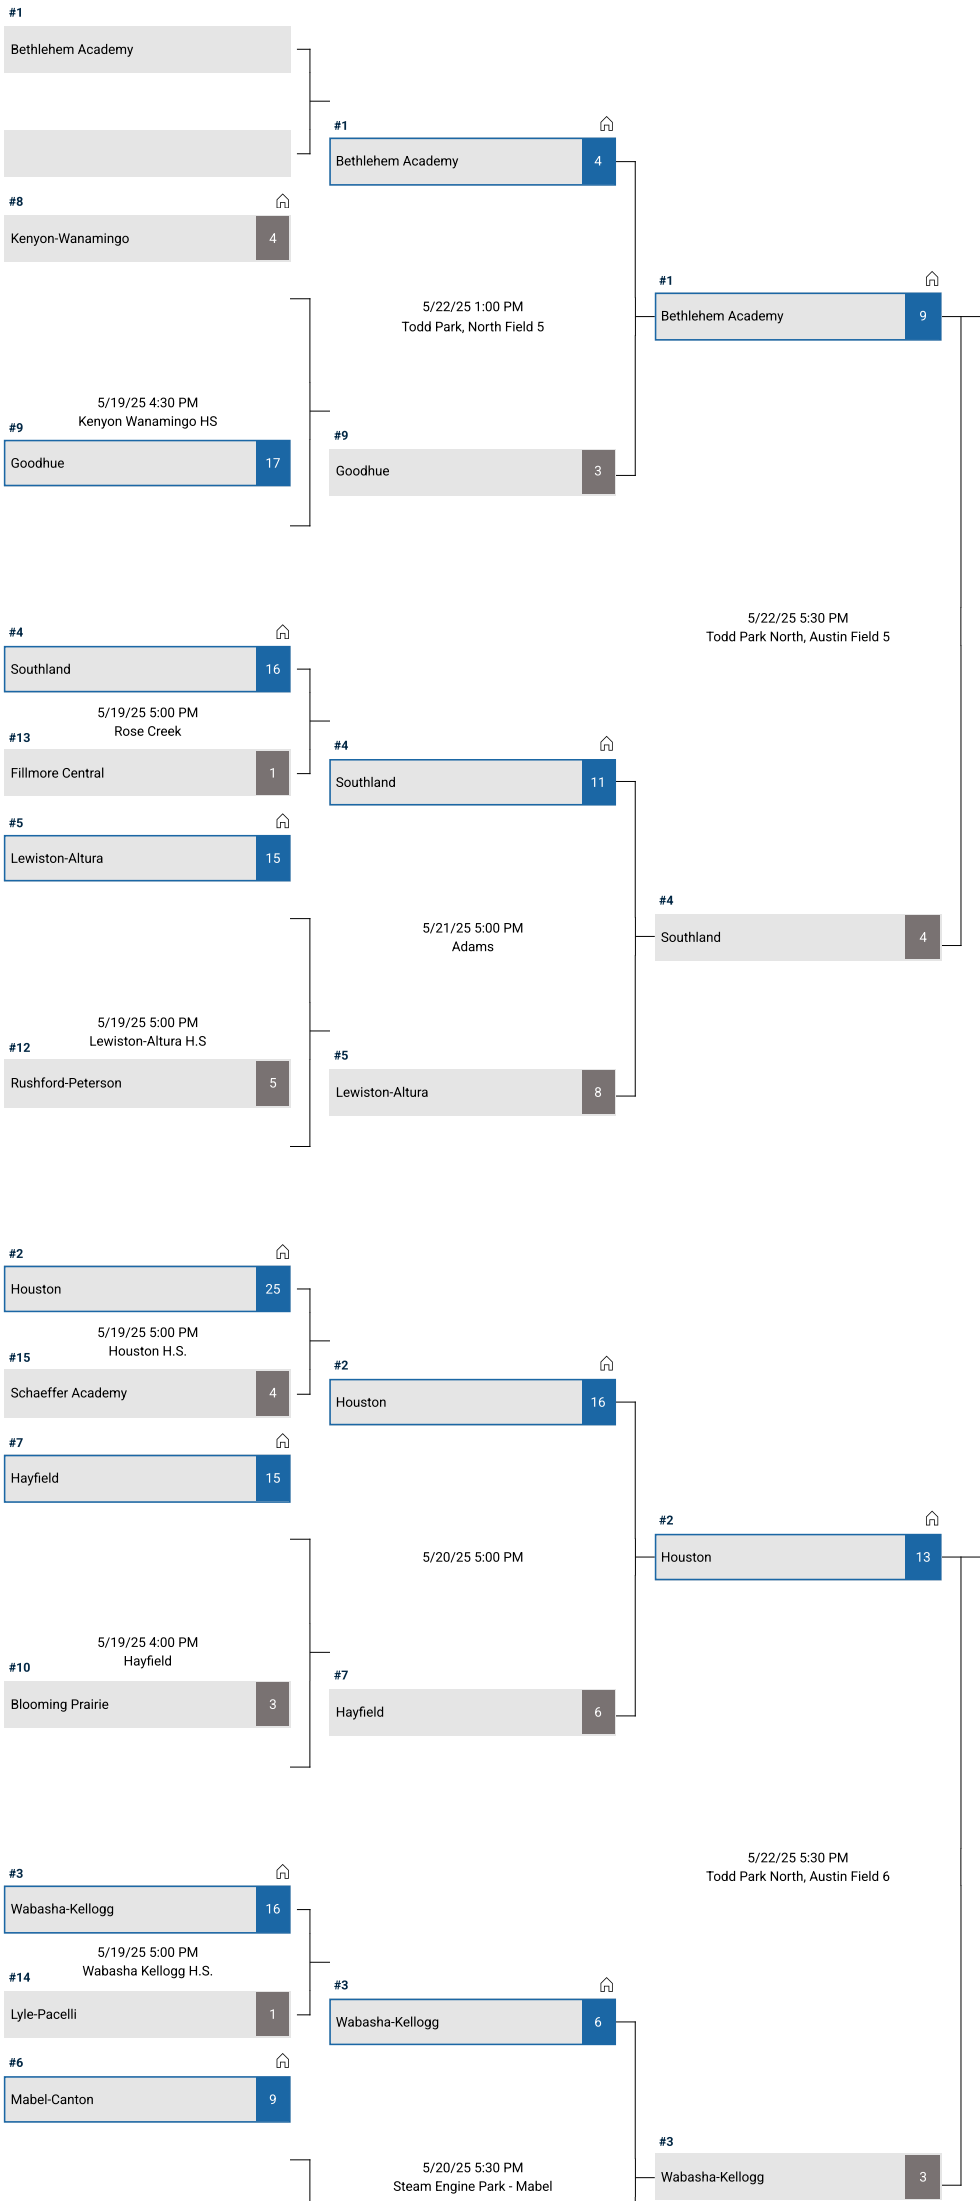 #1
Bethlehem Academy
#8
Kenyon-Wanamingo
4
5/19/25 4:30 PM
Kenyon Wanamingo HS
#9
Goodhue
17
#4
Southland
16
5/19/25 5:00 PM
Rose Creek
#13
Fillmore Central
1
#5
Lewiston-Altura
15
5/19/25 5:00 PM
Lewiston-Altura H.S
#12
Rushford-Peterson
5
#2
Houston
25
5/19/25 5:00 PM
Houston H.S.
#15
Schaeffer Academy
4
#7
Hayfield
15
5/19/25 4:00 PM
Hayfield
#10
Blooming Prairie
3
#3
Wabasha-Kellogg
16
5/19/25 5:00 PM
Wabasha Kellogg H.S.
#14
Lyle-Pacelli
1
#6
Mabel-Canton
9
#1
Bethlehem Academy
4
5/22/25 1:00 PM
Todd Park, North Field 5
#9
Goodhue
3
#4
Southland
11
5/21/25 5:00 PM
Adams
#5
Lewiston-Altura
8
#2
Houston
16
5/20/25 5:00 PM
#7
Hayfield
6
#3
Wabasha-Kellogg
6
5/20/25 5:30 PM
Steam Engine Park - Mabel
#1
Bethlehem Academy
9
5/22/25 5:30 PM
Todd Park North, Austin Field 5
#4
Southland
4
#2
Houston
13
5/22/25 5:30 PM
Todd Park North, Austin Field 6
#3
Wabasha-Kellogg
3